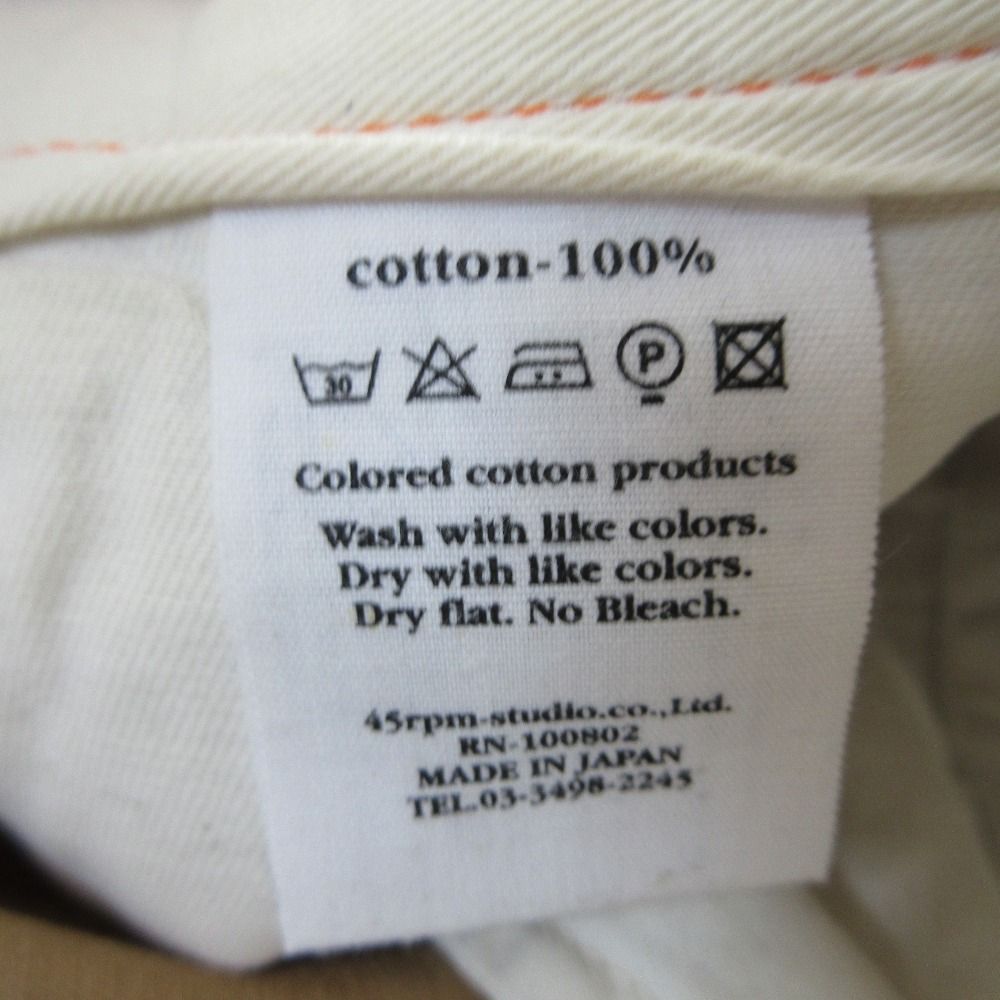 cotton-100%
30 P
Colored cotton products
Wash with like colors.
Dry with like colors.
Dry flat. No Bleach.
45rpm-studio.co.,Ltd.
RN-100802
MADE IN JAPAN
TEL.03-3498-2245